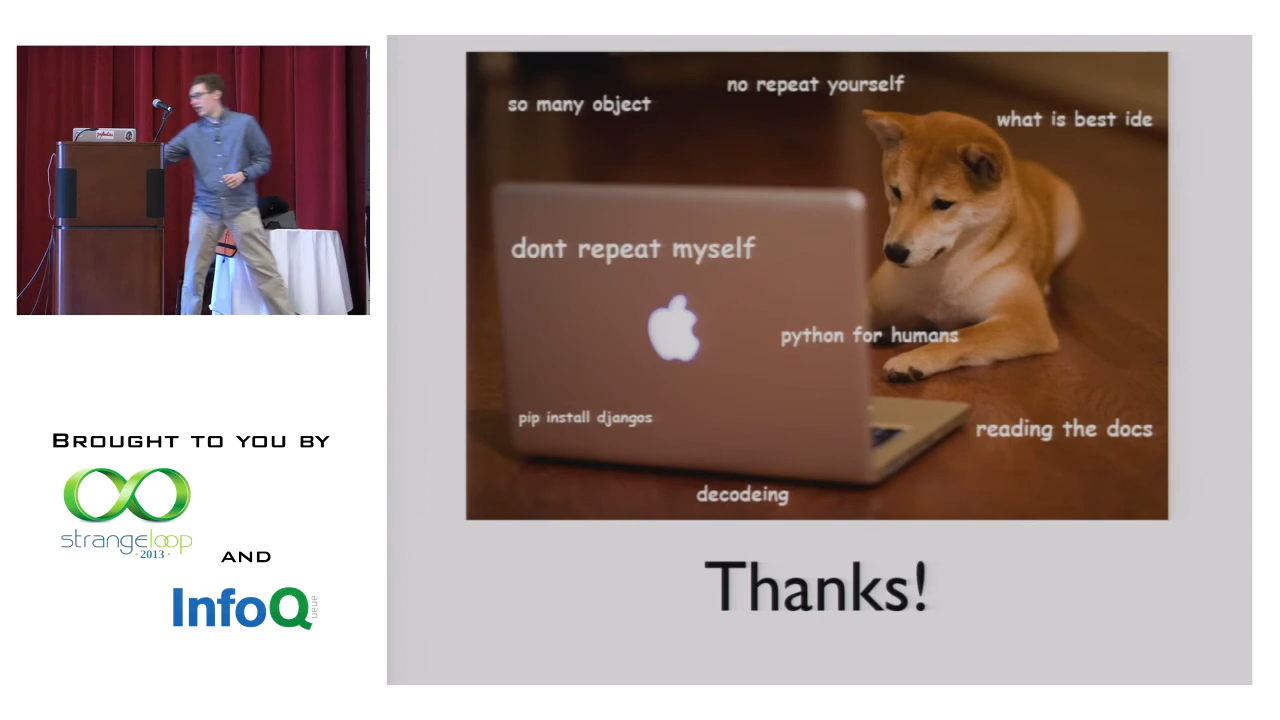 no repeat yourself
so many object
what is best ide
dont repeat myself
python for humans
pip install djangos
reading the docs
decodeing
Thanks!
BROUGHT TO YOU BY
strangeloop
· 2013 ·
AND
InfoQ
ueue